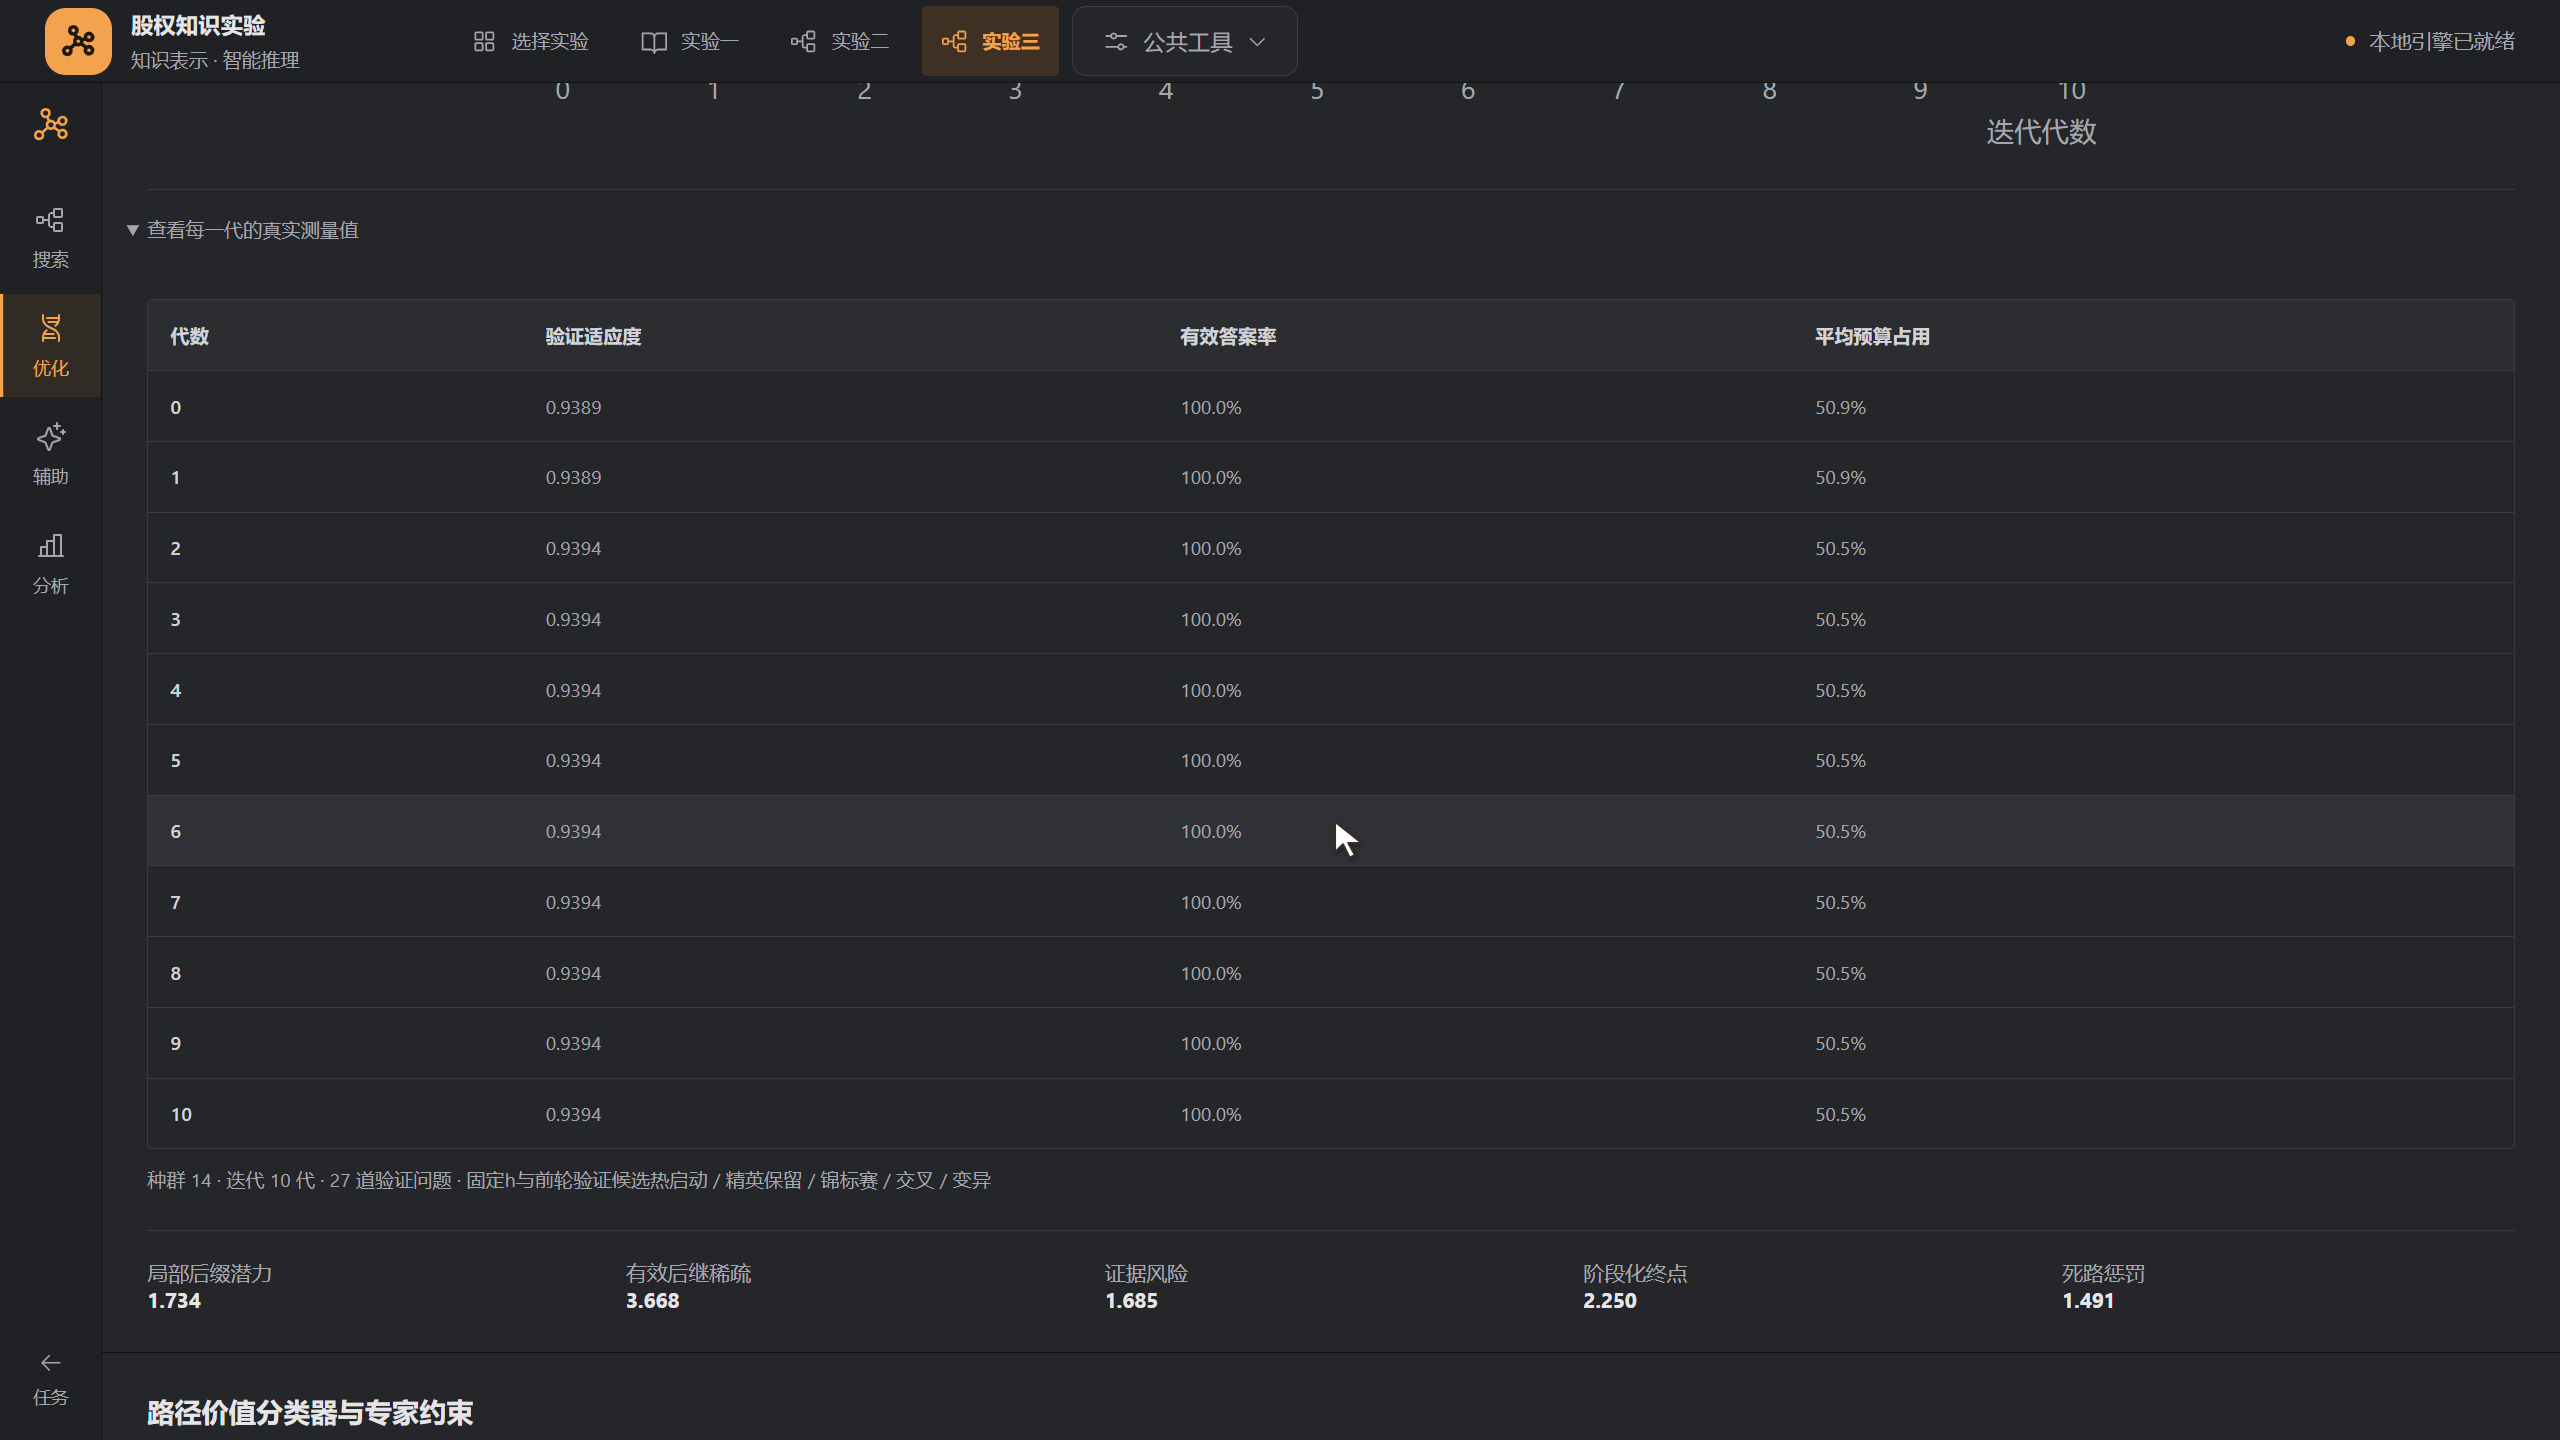 股权知识实验
知识表示 · 智能推理
选择实验
实验一
实验二
实验三
公共工具
本地引擎已就绪
搜索
优化
辅助
分析
任务
0 1 2 3 4 5 6 7 8 9 10
迭代代数
▼ 查看每一代的真实测量值
代数 验证适应度 有效答案率 平均预算占用
0 0.9389 100.0% 50.9%
1 0.9389 100.0% 50.9%
2 0.9394 100.0% 50.5%
3 0.9394 100.0% 50.5%
4 0.9394 100.0% 50.5%
5 0.9394 100.0% 50.5%
6 0.9394 100.0% 50.5%
7 0.9394 100.0% 50.5%
8 0.9394 100.0% 50.5%
9 0.9394 100.0% 50.5%
10 0.9394 100.0% 50.5%
种群 14 · 迭代 10 代 · 27 道验证问题 · 固定h与前轮验证候选热启动 / 精英保留 / 锦标赛 / 交叉 / 变异
局部后缀潜力 有效后继稀疏 证据风险 阶段化终点 死路惩罚
1.734 3.668 1.685 2.250 1.491
路径价值分类器与专家约束